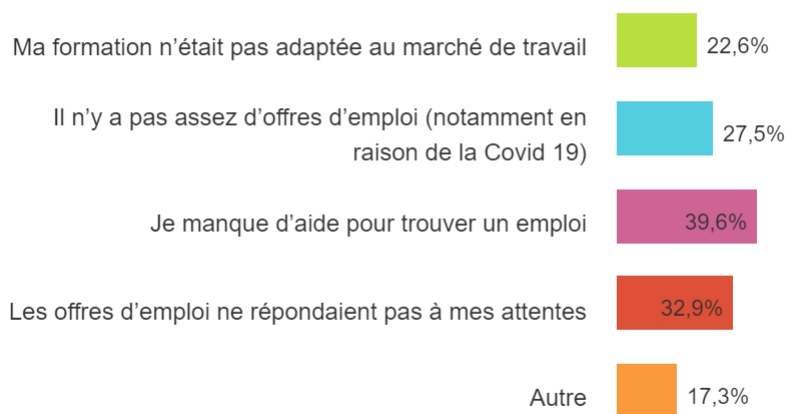 Ma formation n'était pas adaptée au marché de travail
22,6%
Il n'y a pas assez d'offres d'emploi (notamment en
raison de la Covid 19)
27,5%
Je manque d'aide pour trouver un emploi
39,6%
Les offres d'emploi ne répondaient pas à mes attentes
32,9%
Autre
17,3%